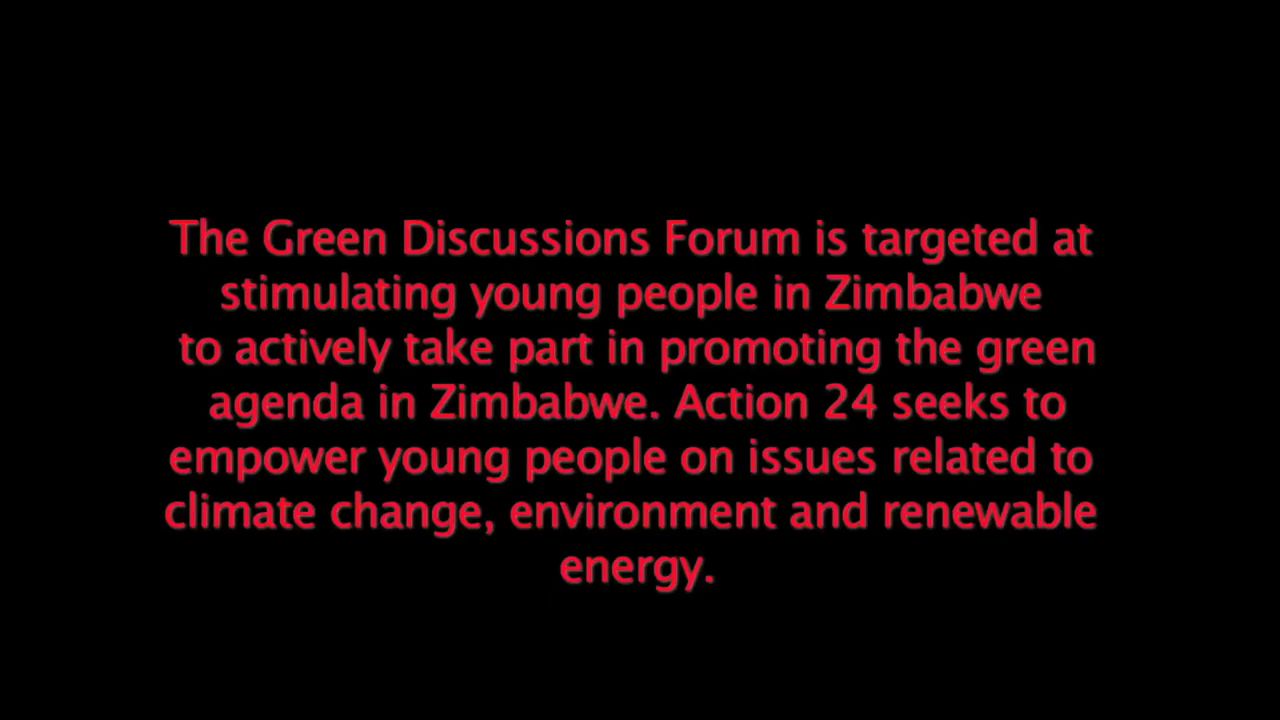 The Green Discussions Forum is targeted at
stimulating young people in Zimbabwe
to actively take part in promoting the green
agenda in Zimbabwe. Action 24 seeks to
empower young people on issues related to
climate change, environment and renewable
energy.